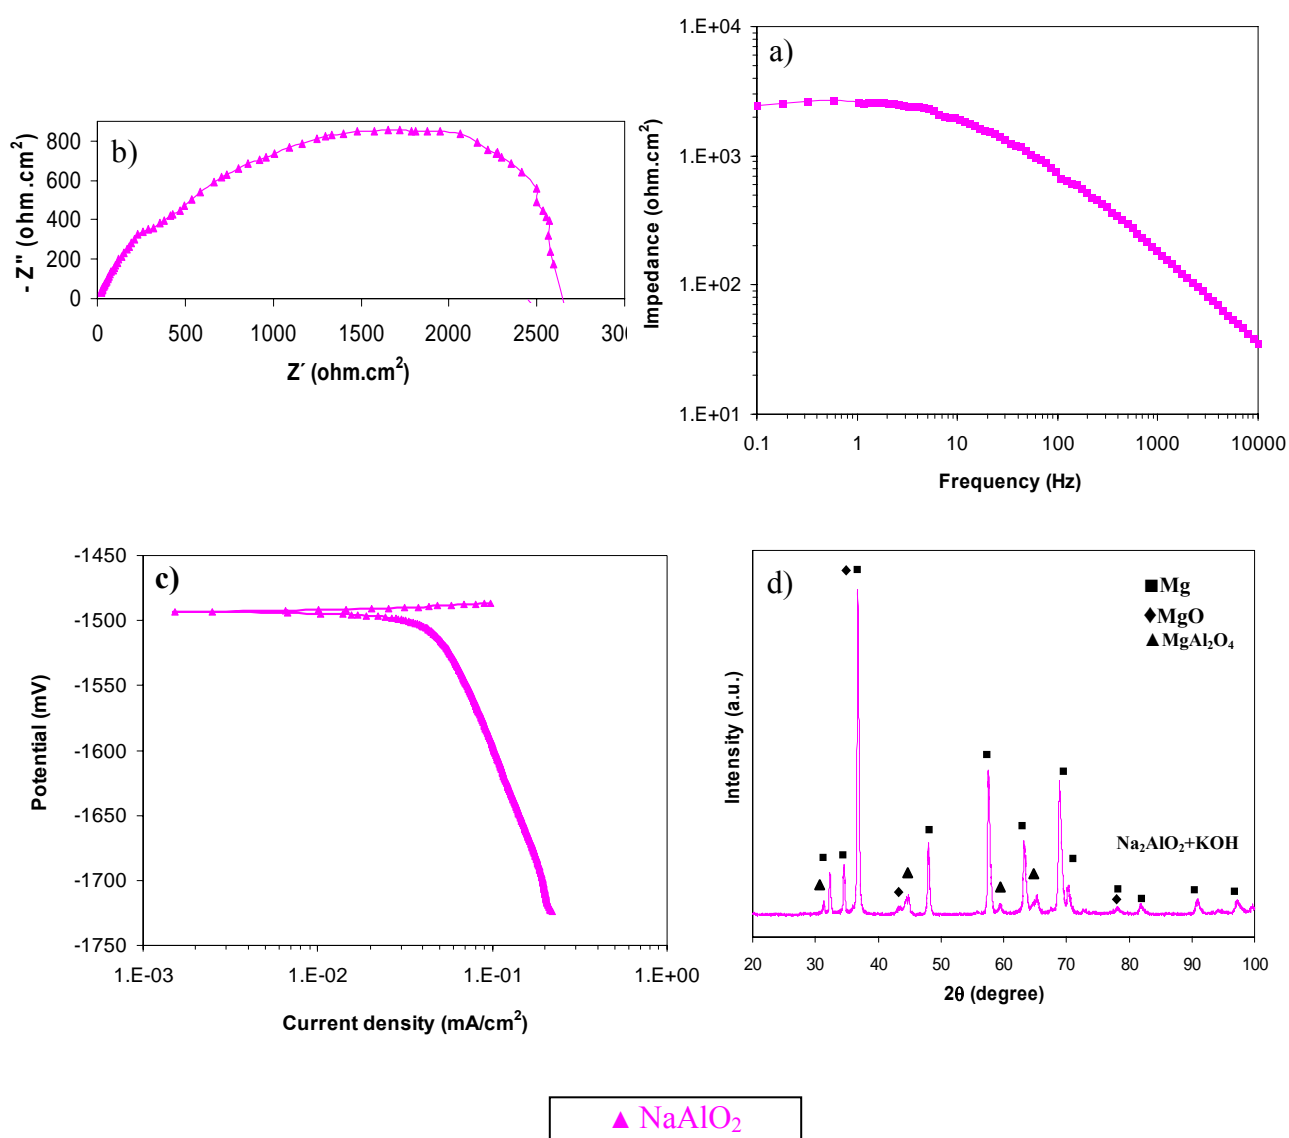 b)
- Z" (ohm.cm²)
800
600
400
200
0
0 500 1000 1500 2000 2500 300
Z´ (ohm.cm²)
a)
Impedance (ohm.cm²)
1.E+04
1.E+03
1.E+02
1.E+01
0.1 1 10 100 1000 10000
Frequency (Hz)
c)
Potential (mV)
-1450
-1500
-1550
-1600
-1650
-1700
-1750
1.E-03 1.E-02 1.E-01 1.E+00
Current density (mA/cm²)
d)
Intensity (a.u.)
■Mg
◆MgO
▲MgAl₂O₄
Na₂AlO₂+KOH
20 30 40 50 60 70 80 90 100
2θ (degree)
▲ NaAlO₂